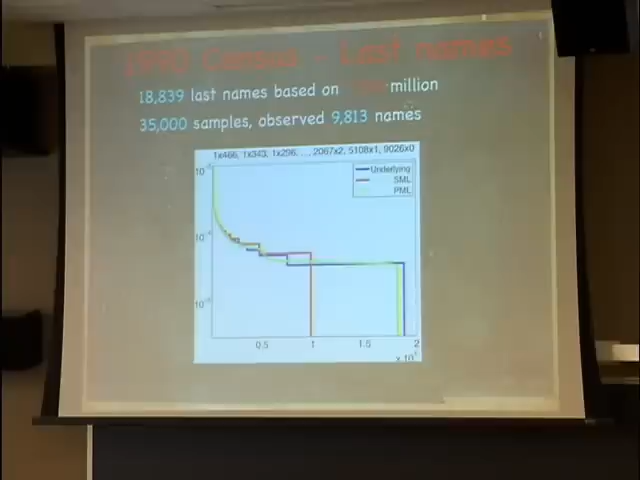 1990 Census - Last names
18,839 last names based on million
35,000 samples, observed 9,813 names
1x466, 1x343, 1x296, ... 2067x2, 5108x1, 9026x0
Underlying
SML
PML
0.5 1 1.5 2